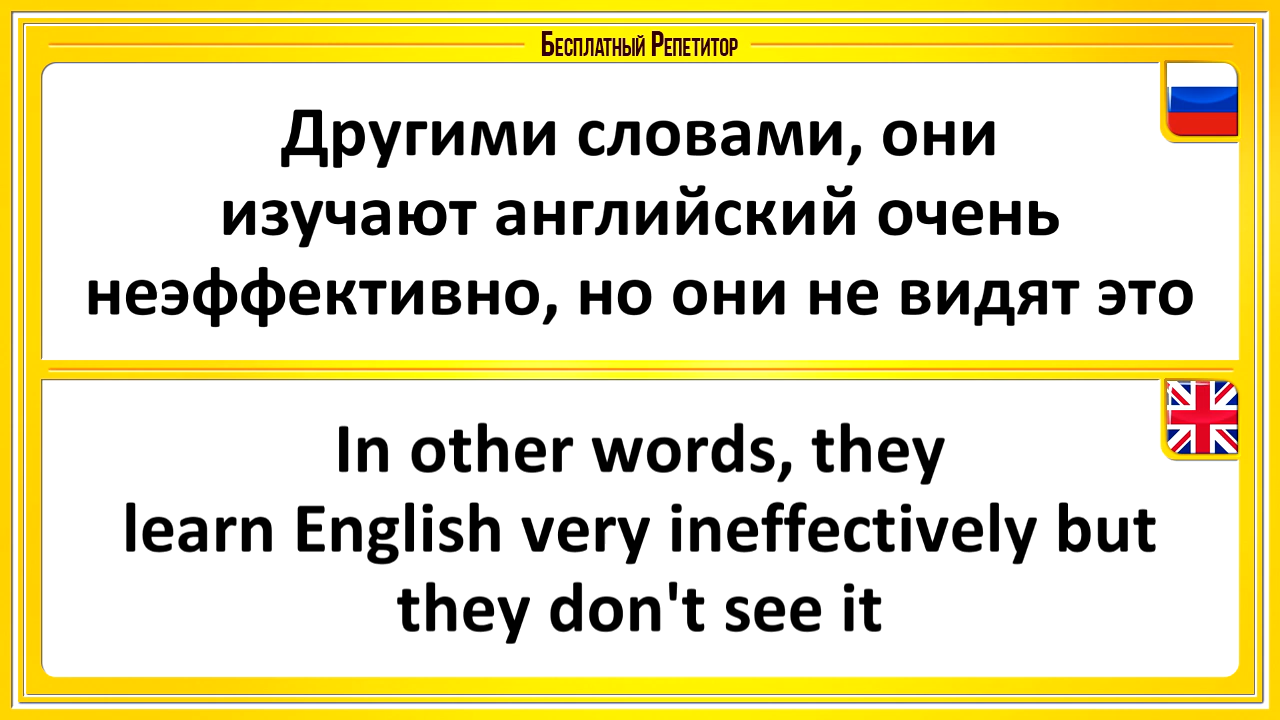 Бесплатный Репетитор
Другими словами, они
изучают английский очень
неэффективно, но они не видят это
In other words, they
learn English very ineffectively but
they don't see it